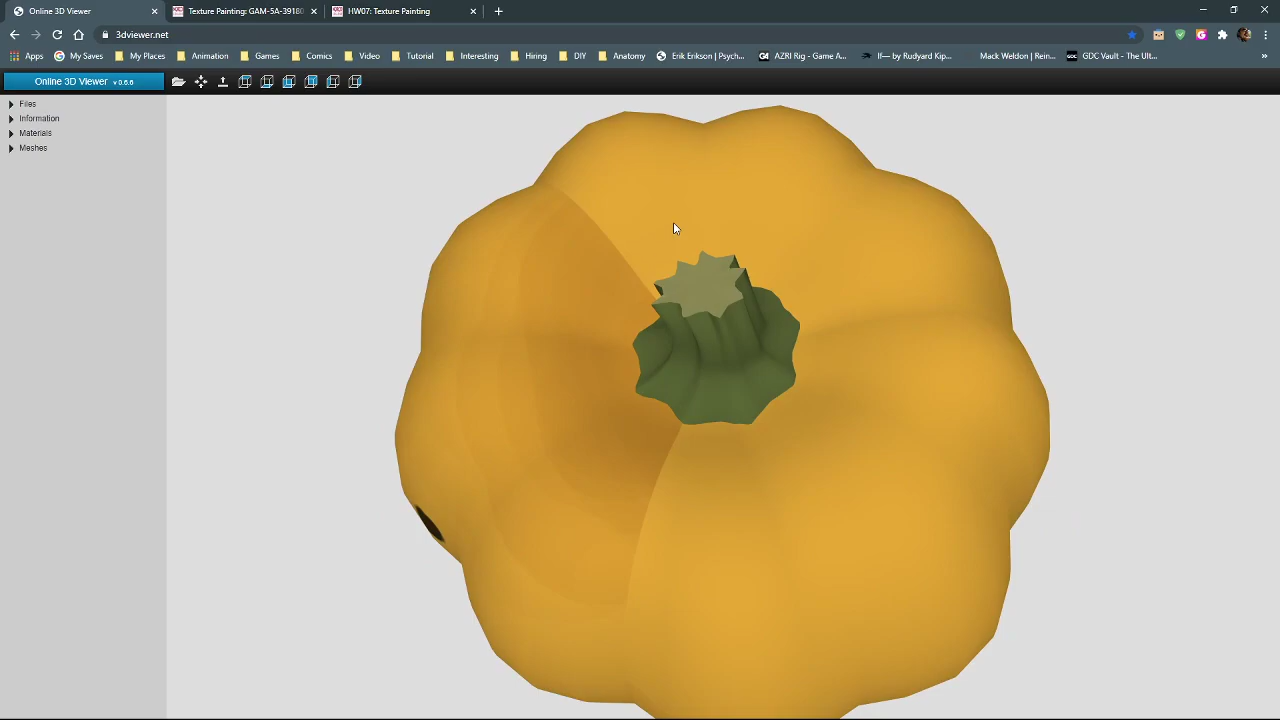 Online 3D Viewer
Texture Painting: GAM-5A-39180
HW07: Texture Painting
3dviewer.net
Apps
My Saves
My Places
Animation
Games
Comics
Video
Tutorial
Interesting
Hiring
DIY
Anatomy
Erik Erikson | Psych...
AZRI Rig - Game A...
If— by Rudyard Kip...
Mack Weldon | Rein...
GDC Vault - The Ult...
Online 3D Viewer v 0.6.6
Files
Information
Materials
Meshes